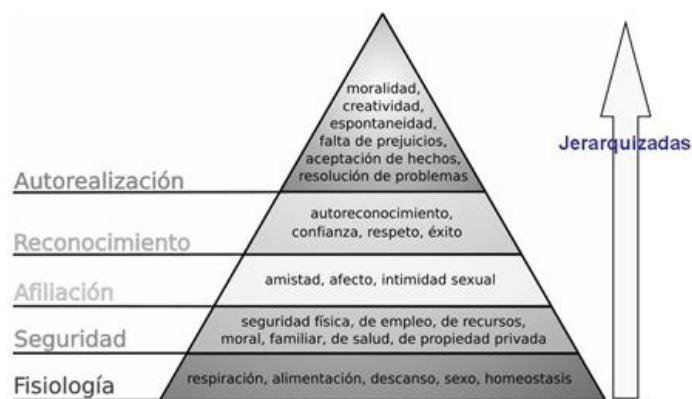 moralidad,
creatividad,
espontaneidad,
falta de prejuicios,
aceptación de hechos,
resolución de problemas
Autorealización
autoreconocimiento,
confianza, respeto, éxito
Reconocimiento
amistad, afecto, intimidad sexual
Afiliación
seguridad física, de empleo, de recursos,
moral, familiar, de salud, de propiedad privada
Seguridad
respiración, alimentación, descanso, sexo, homeostasis
Fisiología
Jerarquizadas